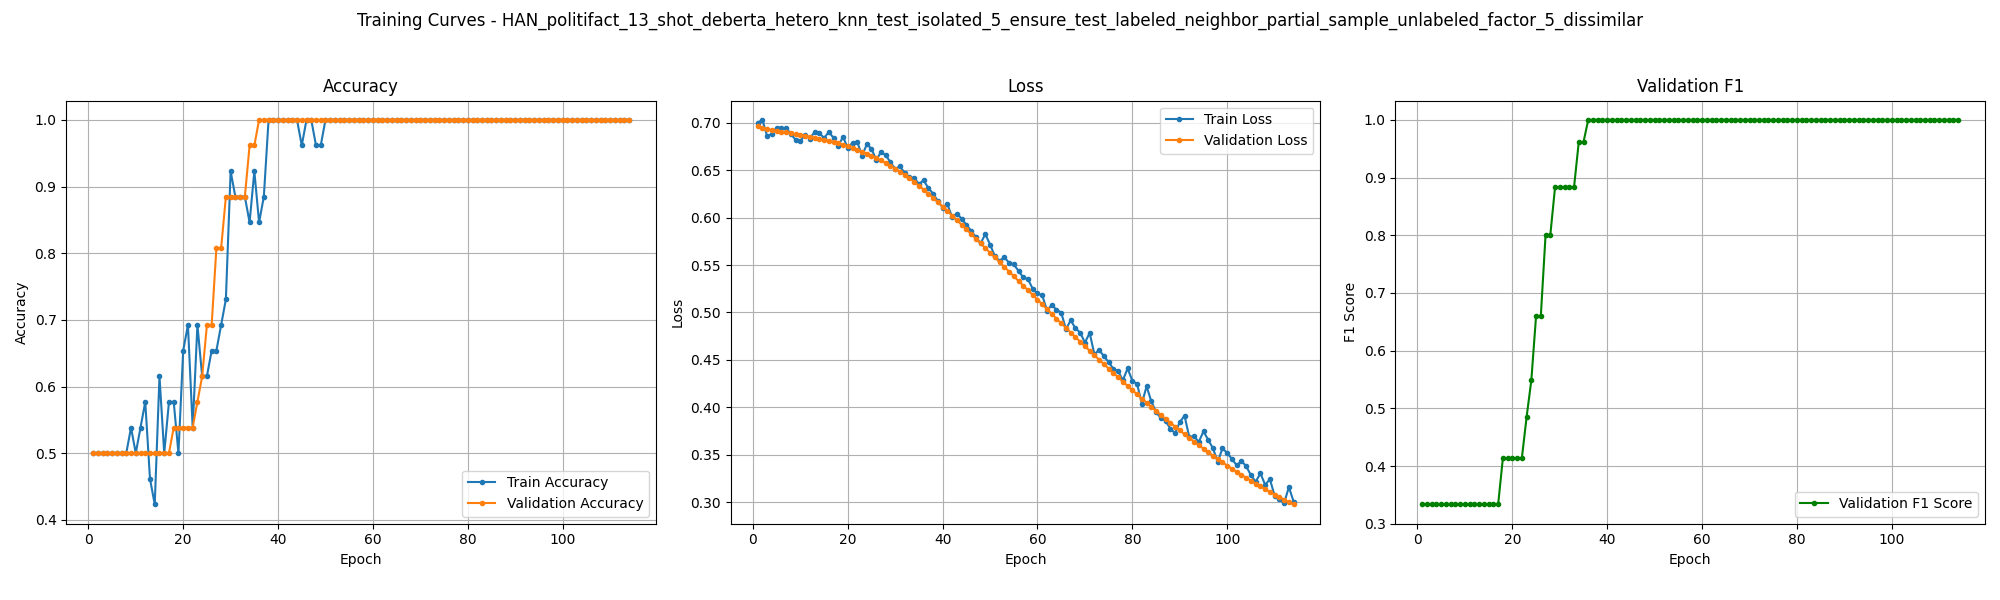 Training Curves - HAN_politifact_13_shot_deberta_hetero_knn_test_isolated_5_ensure_test_labeled_neighbor_partial_sample_unlabeled_factor_5_dissimilar
Accuracy
1.0
0.9
0.8
0.7
0.6
0.5
0.4
Accuracy
Train Accuracy
Validation Accuracy
0 20 40 60 80 100
Epoch
Loss
0.70
0.65
0.60
0.55
0.50
0.45
0.40
0.35
0.30
Loss
Train Loss
Validation Loss
0 20 40 60 80 100
Epoch
Validation F1
1.0
0.9
0.8
0.7
0.6
0.5
0.4
0.3
F1 Score
Validation F1 Score
0 20 40 60 80 100
Epoch